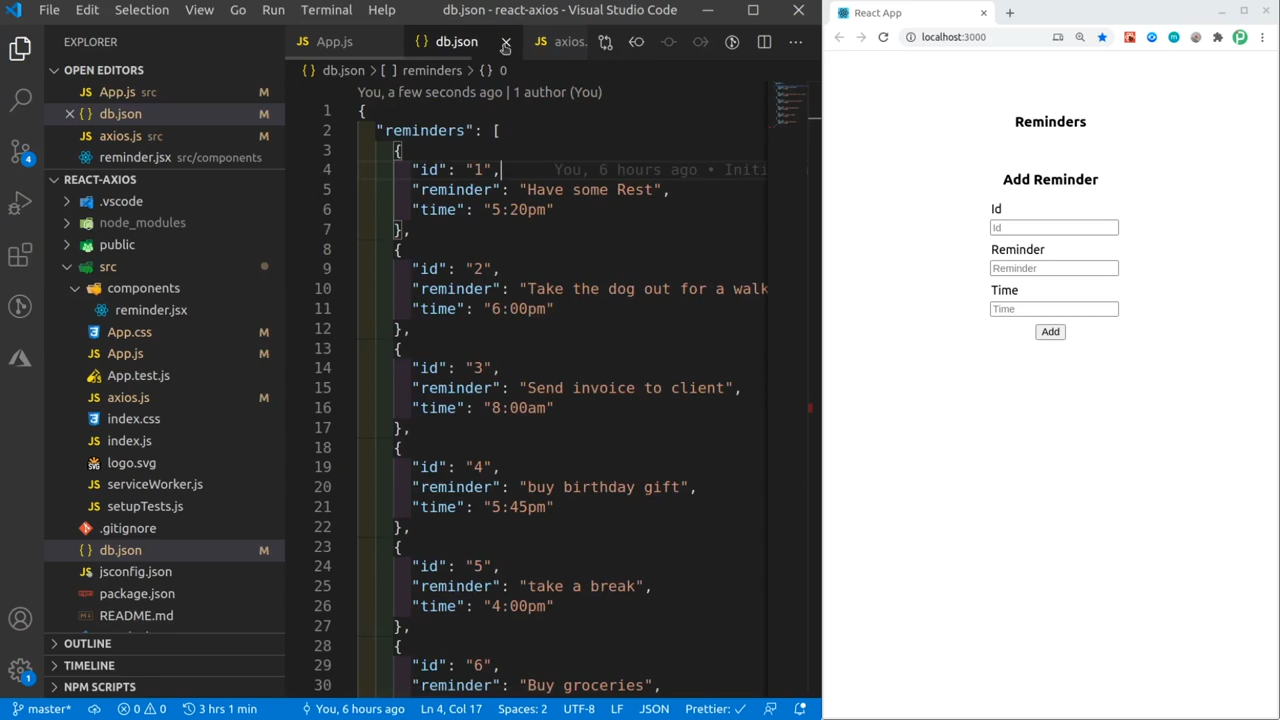 File Edit Selection View Go Run Terminal Help db.json - react-axios - Visual Studio Code
EXPLORER
OPEN EDITORS
App.js src M
db.json M
axios.js src M
reminder.jsx src/components
REACT-AXIOS
.vscode
node_modules
public
src
components
reminder.jsx
App.css M
App.js M
App.test.js
axios.js M
index.css
index.js
logo.svg
serviceWorker.js
setupTests.js
.gitignore
db.json M
jsconfig.json
package.json
README.md
OUTLINE
TIMELINE
NPM SCRIPTS
4
1
App.js db.json axios.
db.json > [ ] reminders > {} 0
You, a few seconds ago | 1 author (You)
1 {
2 "reminders": [
3 {
4 "id": "1", You, 6 hours ago • Initi
5 "reminder": "Have some Rest",
6 "time": "5:20pm"
7 },
8 {
9 "id": "2",
10 "reminder": "Take the dog out for a walk
11 "time": "6:00pm"
12 },
13 {
14 "id": "3",
15 "reminder": "Send invoice to client",
16 "time": "8:00am"
17 },
18 {
19 "id": "4",
20 "reminder": "buy birthday gift",
21 "time": "5:45pm"
22 },
23 {
24 "id": "5",
25 "reminder": "take a break",
26 "time": "4:00pm"
27 },
28 {
29 "id": "6",
30 "reminder": "Buy groceries",
master* 0 0 3 hrs 1 min You, 6 hours ago Ln 4, Col 17 Spaces: 2 UTF-8 LF JSON Prettier: ✓
React App
localhost:3000
Reminders
Add Reminder
Id
Id
Reminder
Reminder
Time
Time
Add